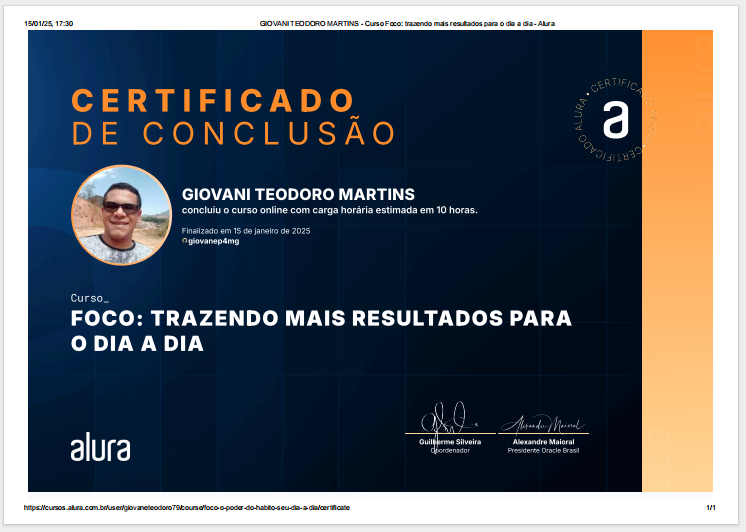 15/01/25, 17:30
GIOVANI TEODORO MARTINS - Curso Foco: trazendo mais resultados para o dia a dia - Alura
CERTIFICADO
DE CONCLUSÃO
ALURA • CERTIFICADO ALURA • CERTIFICADO
a
GIOVANI TEODORO MARTINS
concluiu o curso online com carga horária estimada em 10 horas.
Finalizado em 15 de janeiro de 2025
giovanep4mg
Curso_
FOCO: TRAZENDO MAIS RESULTADOS PARA
O DIA A DIA
alura
Guilherme Silveira
Coordenador
Alexandre Maioral
Presidente Oracle Brasil
https://cursos.alura.com.br/user/giovaneteodoro79/course/foco-o-poder-do-habito-seu-dia-a-dia/certificate
1/1